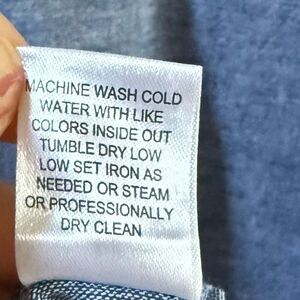 MACHINE WASH COLD
WATER WITH LIKE
COLORS INSIDE OUT
TUMBLE DRY LOW
LOW SET IRON AS
NEEDED OR STEAM
OR PROFESSIONALLY
DRY CLEAN